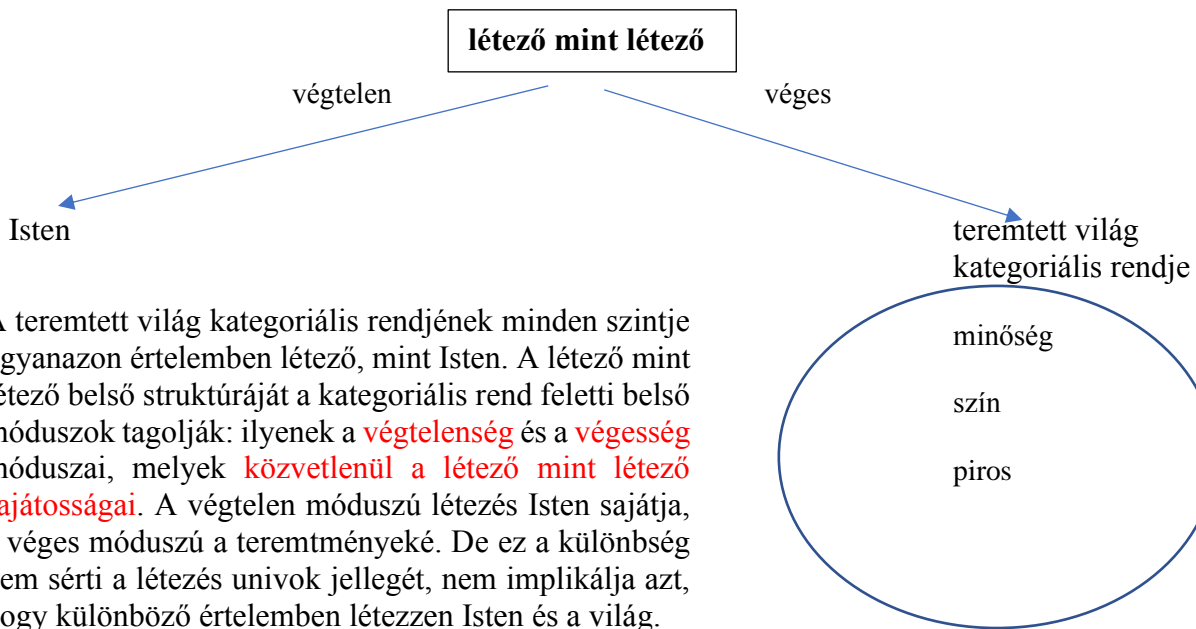 létező mint létező
végtelen
véges
Isten
teremtett világ
kategoriális rendje
A teremtett világ kategoriális rendjének minden szintje
gyanazon értelemben létező, mint Isten. A létező mint
étező belső struktúráját a kategoriális rend feletti belső
móduszok tagolják: ilyenek a végtelenség és a végesség
móduszai, melyek közvetlenül a létező mint létező
ajátosságai. A végtelen móduszú létezés Isten sajátja,
véges móduszú a teremtményeké. De ez a különbség
em sérti a létezés univok jellegét, nem implikálja azt,
ogy különböző értelemben létezzen Isten és a világ.
minőség
szín
piros